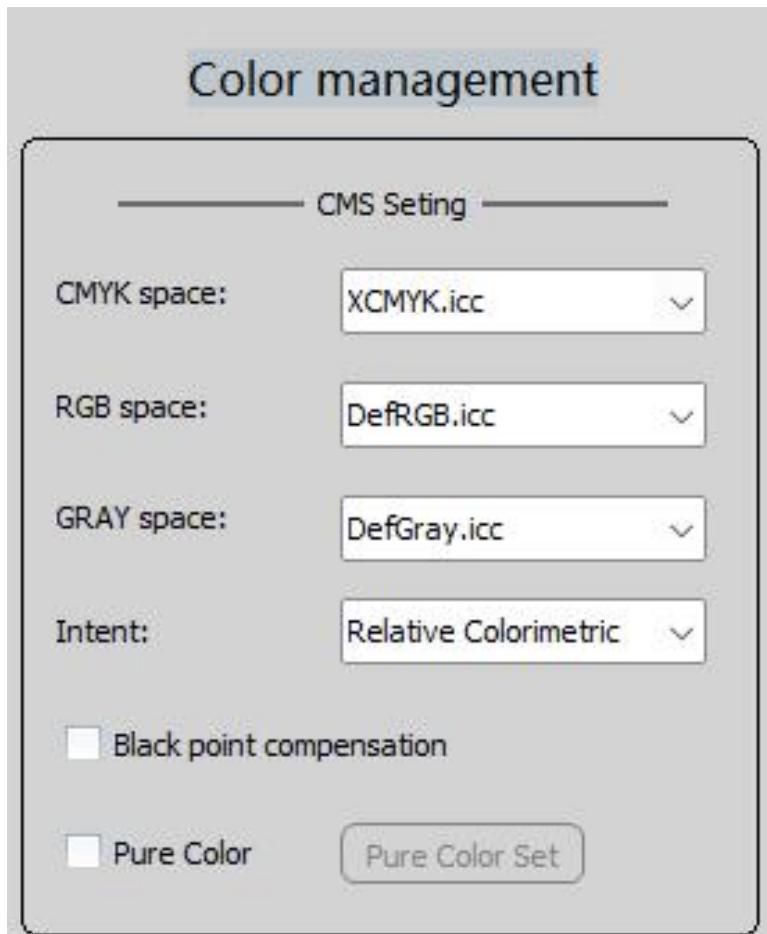 Color management
CMS Seting
CMYK space: XCMYK.icc
RGB space: DefRGB.icc
GRAY space: DefGray.icc
Intent: Relative Colorimetric
Black point compensation
Pure Color Pure Color Set